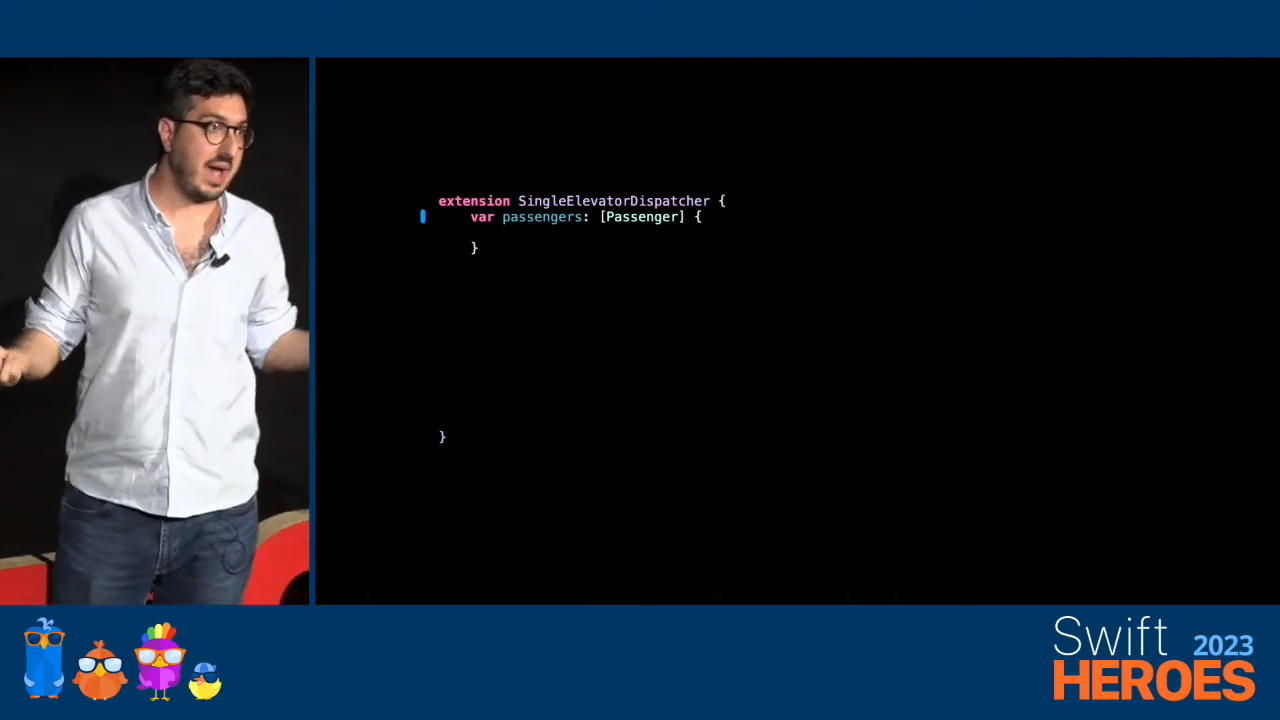 extension SingleElevatorDispatcher {
    var passengers: [Passenger] {
    }
}
Swift 2023
HEROES